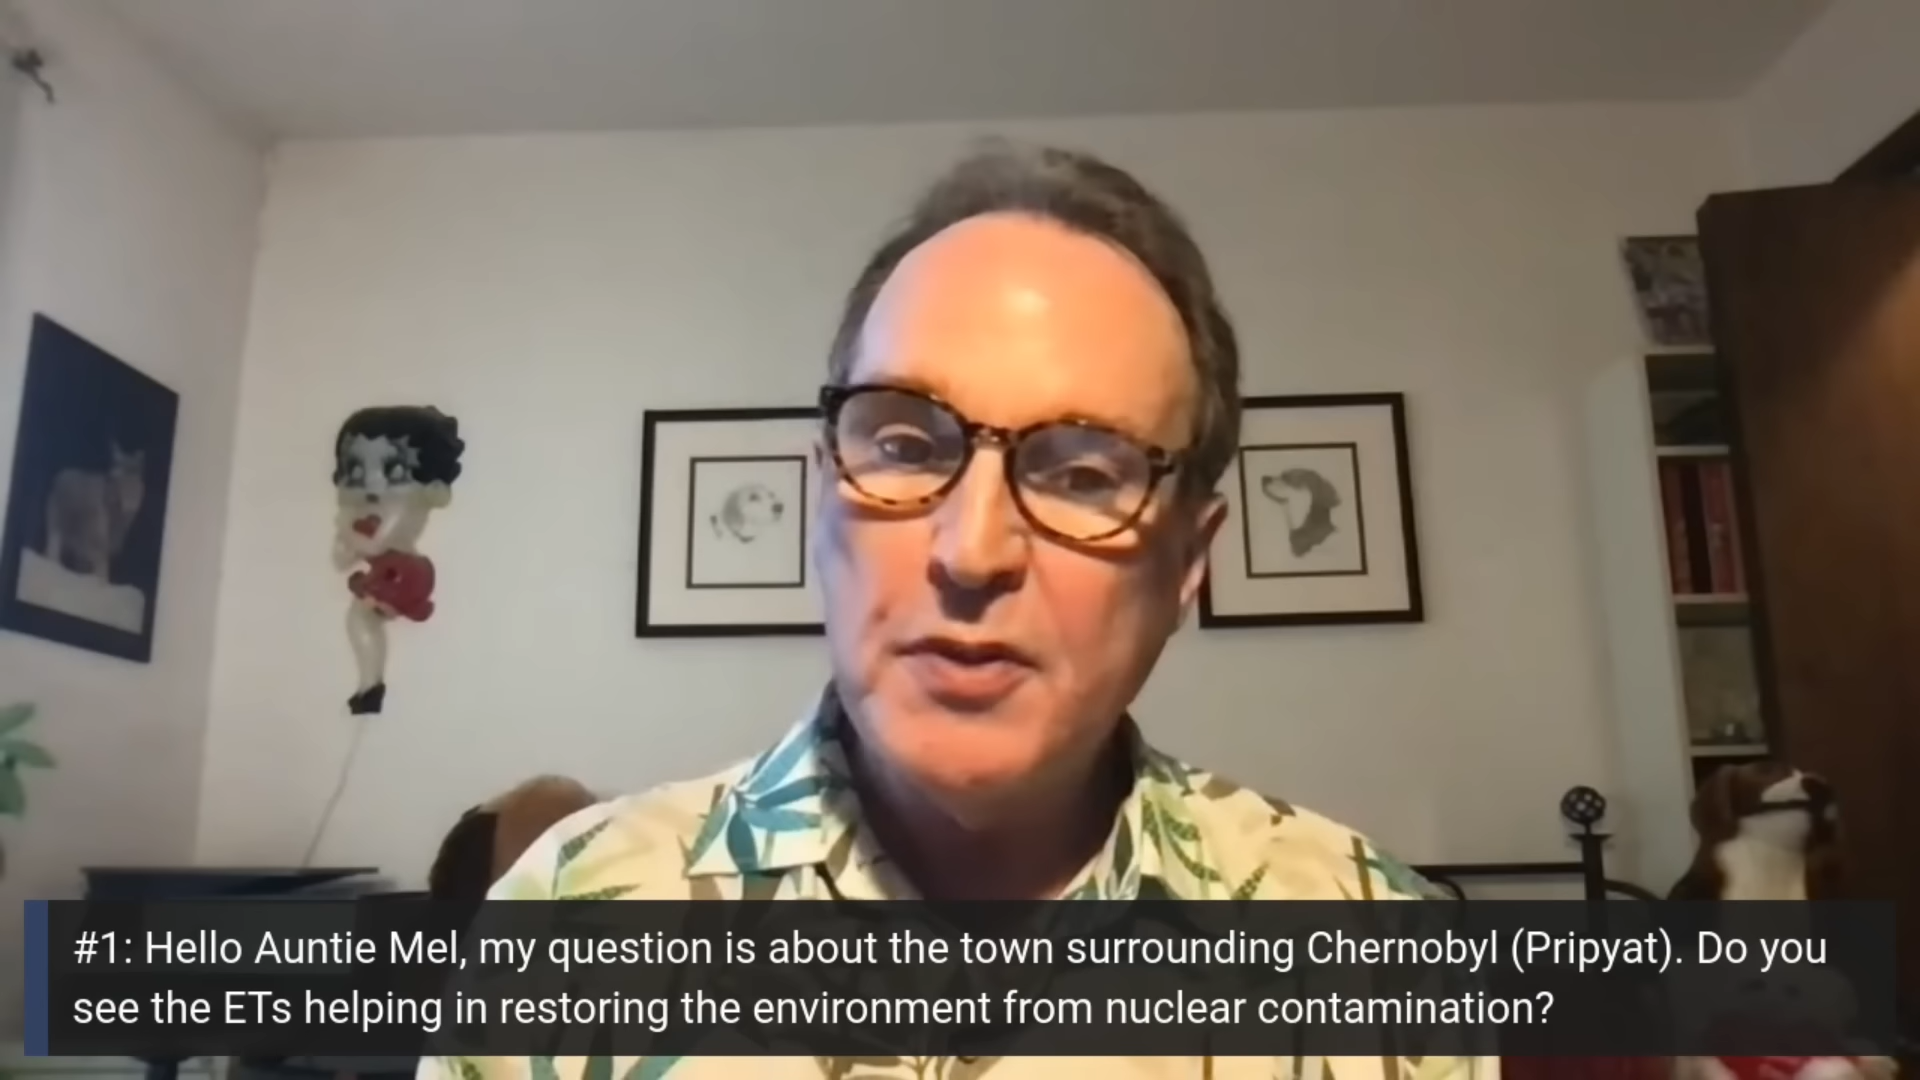 #1: Hello Auntie Mel, my question is about the town surrounding Chernobyl (Pripyat). Do you
see the ETs helping in restoring the environment from nuclear contamination?